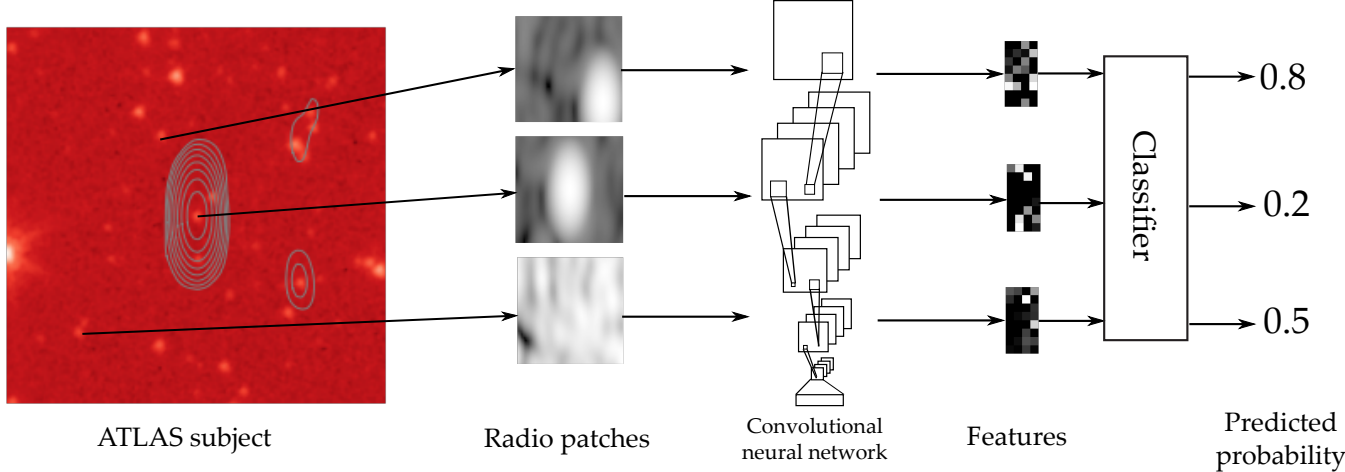 0.8
0.2
0.5
Classifier
ATLAS subject
Radio patches
Convolutional
neural network
Features
Predicted
probability